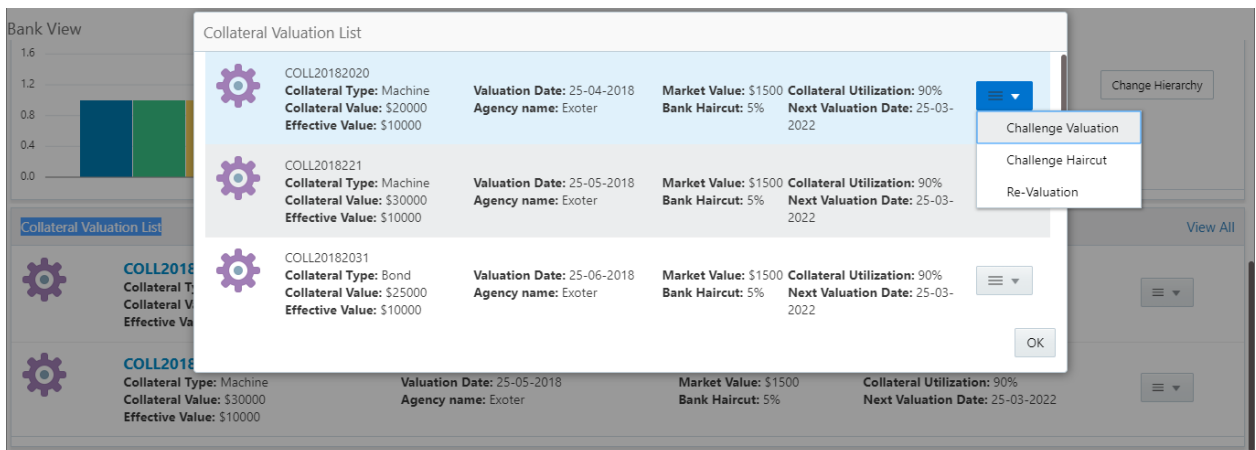 Bank View
1.6
1.2
0.8
0.4
0.0
Change Hierarchy
Collateral Valuation List
COLL20182020
Collateral Type: Machine
Collateral Value: $20000
Effective Value: $10000
Valuation Date: 25-04-2018
Agency name: Exoter
Market Value: $1500
Bank Haircut: 5%
Collateral Utilization: 90%
Next Valuation Date: 25-03-
2022
Challenge Valuation
Challenge Haircut
Re-Valuation
COLL2018221
Collateral Type: Machine
Collateral Value: $30000
Effective Value: $10000
Valuation Date: 25-05-2018
Agency name: Exoter
Market Value: $1500
Bank Haircut: 5%
Collateral Utilization: 90%
Next Valuation Date: 25-03-
2022
COLL20182031
Collateral Type: Bond
Collateral Value: $25000
Effective Value: $10000
Valuation Date: 25-06-2018
Agency name: Exoter
Market Value: $1500
Bank Haircut: 5%
Collateral Utilization: 90%
Next Valuation Date: 25-03-
2022
OK
Collateral Valuation List
View All
COLL2018
Collateral
Collateral
Effective
COLL2018
Collateral Type: Machine
Collateral Value: $30000
Effective Value: $10000
Valuation Date: 25-05-2018
Agency name: Exoter
Market Value: $1500
Bank Haircut: 5%
Collateral Utilization: 90%
Next Valuation Date: 25-03-2022